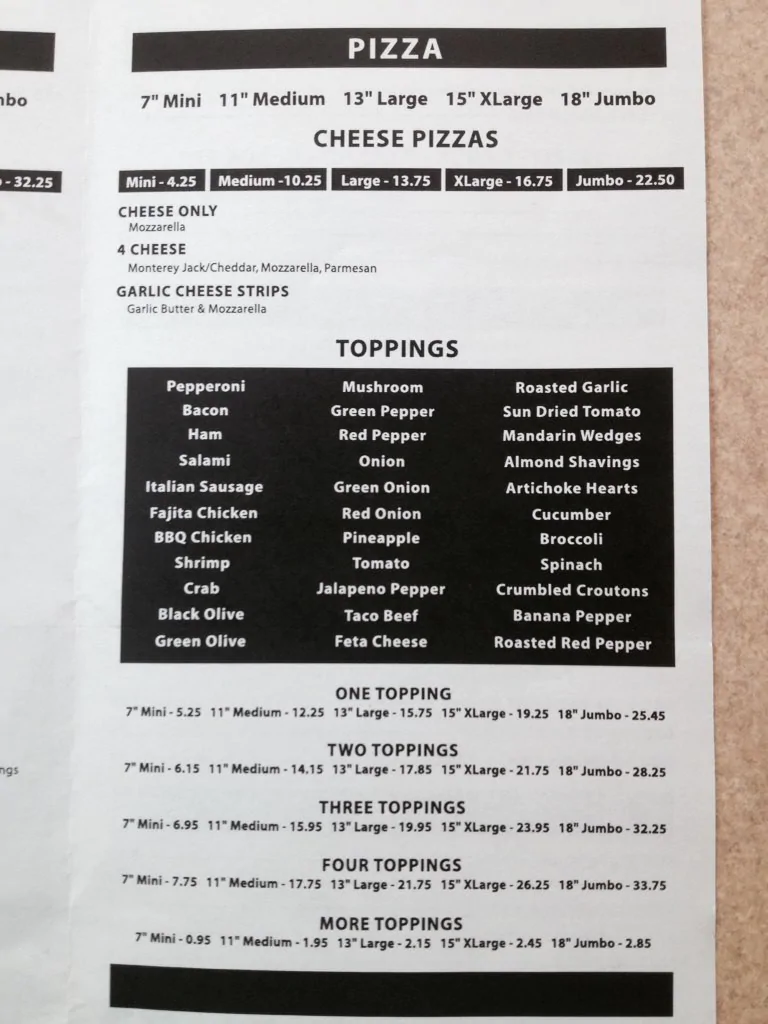 PIZZA
7" Mini 11" Medium 13" Large 15" XLarge 18" Jumbo
CHEESE PIZZAS
- 32.25
Mini - 4.25 Medium -10.25 Large - 13.75 XLarge - 16.75 Jumbo - 22.50
CHEESE ONLY
Mozzarella
4 CHEESE
Monterey Jack/Cheddar, Mozzarella, Parmesan
GARLIC CHEESE STRIPS
Garlic Butter & Mozzarella
TOPPINGS
Pepperoni Mushroom Roasted Garlic
Bacon Green Pepper Sun Dried Tomato
Ham Red Pepper Mandarin Wedges
Salami Onion Almond Shavings
Italian Sausage Green Onion Artichoke Hearts
Fajita Chicken Red Onion Cucumber
BBQ Chicken Pineapple Broccoli
Shrimp Tomato Spinach
Crab Jalapeno Pepper Crumbled Croutons
Black Olive Taco Beef Banana Pepper
Green Olive Feta Cheese Roasted Red Pepper
ONE TOPPING
7" Mini - 5.25 11" Medium - 12.25 13" Large - 15.75 15" XLarge - 19.25 18" Jumbo - 25.45
TWO TOPPINGS
7" Mini - 6.15 11" Medium - 14.15 13" Large - 17.85 15" XLarge - 21.75 18" Jumbo - 28.25
THREE TOPPINGS
7" Mini - 6.95 11" Medium - 15.95 13" Large - 19.95 15" XLarge - 23.95 18" Jumbo - 32.25
FOUR TOPPINGS
7" Mini - 7.75 11" Medium - 17.75 13" Large - 21.75 15" XLarge - 26.25 18" Jumbo - 33.75
MORE TOPPINGS
7" Mini - 0.95 11" Medium - 1.95 13" Large - 2.15 15" XLarge - 2.45 18" Jumbo - 2.85